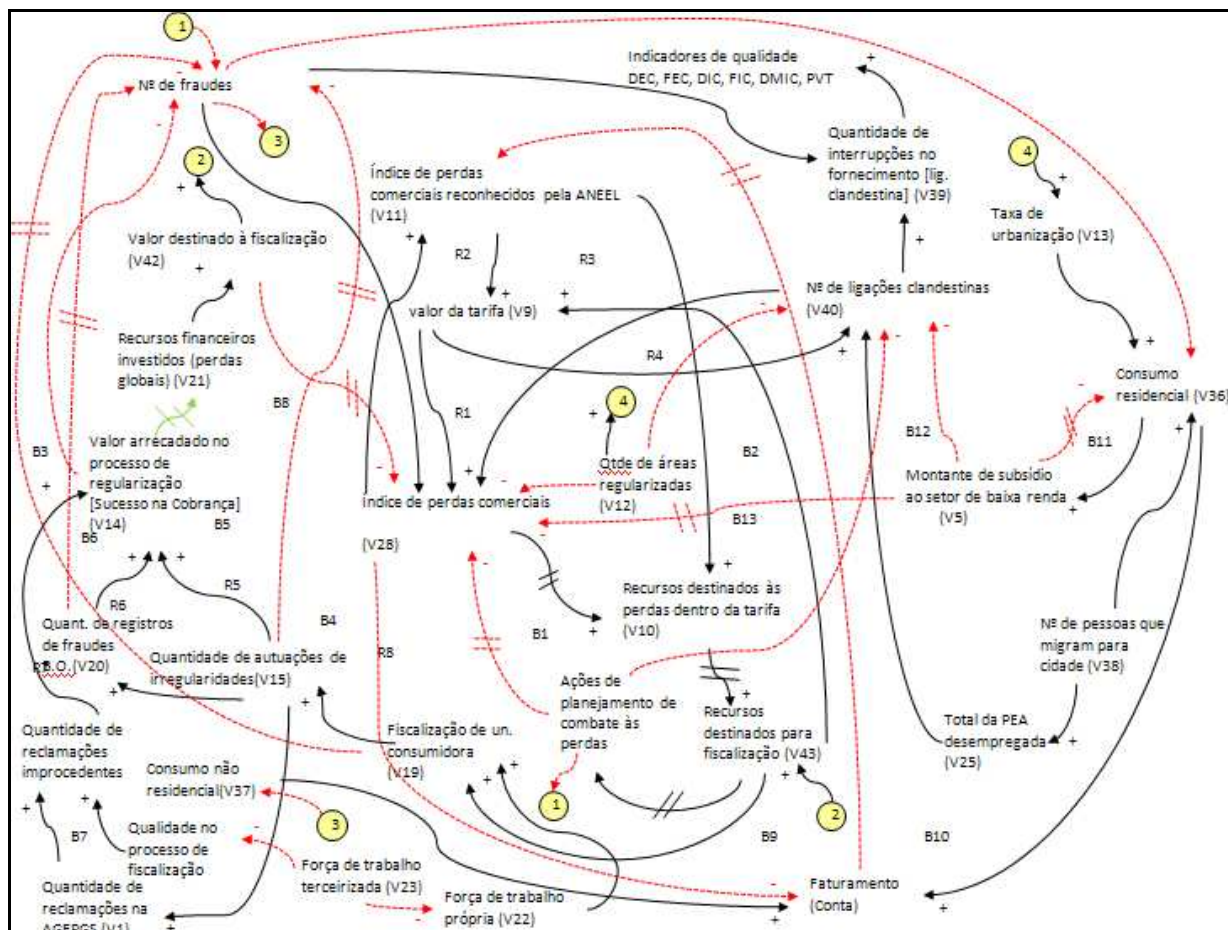 1
Nº de fraudes
3
2
Indicadores de qualidade
DEC, FEC, DIC, FIC, DMIC, PVT
Quantidade de
interrupções no
fornecimento [lig.
clandestina] (V39)
4
Taxa de
urbanização (V13)
Índice de perdas
comerciais reconhecidos pela ANEEL
(V11)
Valor destinado à fiscalização
(V42)
R2
R3
valor da tarifa (V9)
Nº de ligações clandestinas
(V40)
R4
Recursos financeiros
investidos (perdas
globais) (V21)
B8
R1
4
B2
Consumo
residencial (V36)
B12
B11
B3
Valor arrecadado no
processo de
regularização
[Sucesso na Cobrança]
(V14)
B5
B6
Qtde de áreas
regularizadas
(V12)
Índice de perdas comerciais
(V28)
Montante de subsídio
ao setor de baixa renda
(V5)
B13
R5
R6
B4
R8
B1
Recursos destinados às
perdas dentro da tarifa
(V10)
Quant. de registros
de fraudes
B.O.(V20)
Quantidade de autuações de
irregularidades(V15)
Nº de pessoas que
migram para
cidade (V38)
Ações de
planejamento de
combate às
perdas
Recursos
destinados para
fiscalização (V43)
Fiscalização de un.
consumidora
(V19)
Total da PEA
desempregada
(V25)
Quantidade de
reclamações
improcedentes
Consumo não
residencial(V37)
3
1
2
B7
B9
B10
Qualidade no
processo de
fiscalização
Força de trabalho
terceirizada (V23)
Força de trabalho
própria (V22)
Faturamento
(Conta)
Quantidade de
reclamações na
AGERGS (V1)